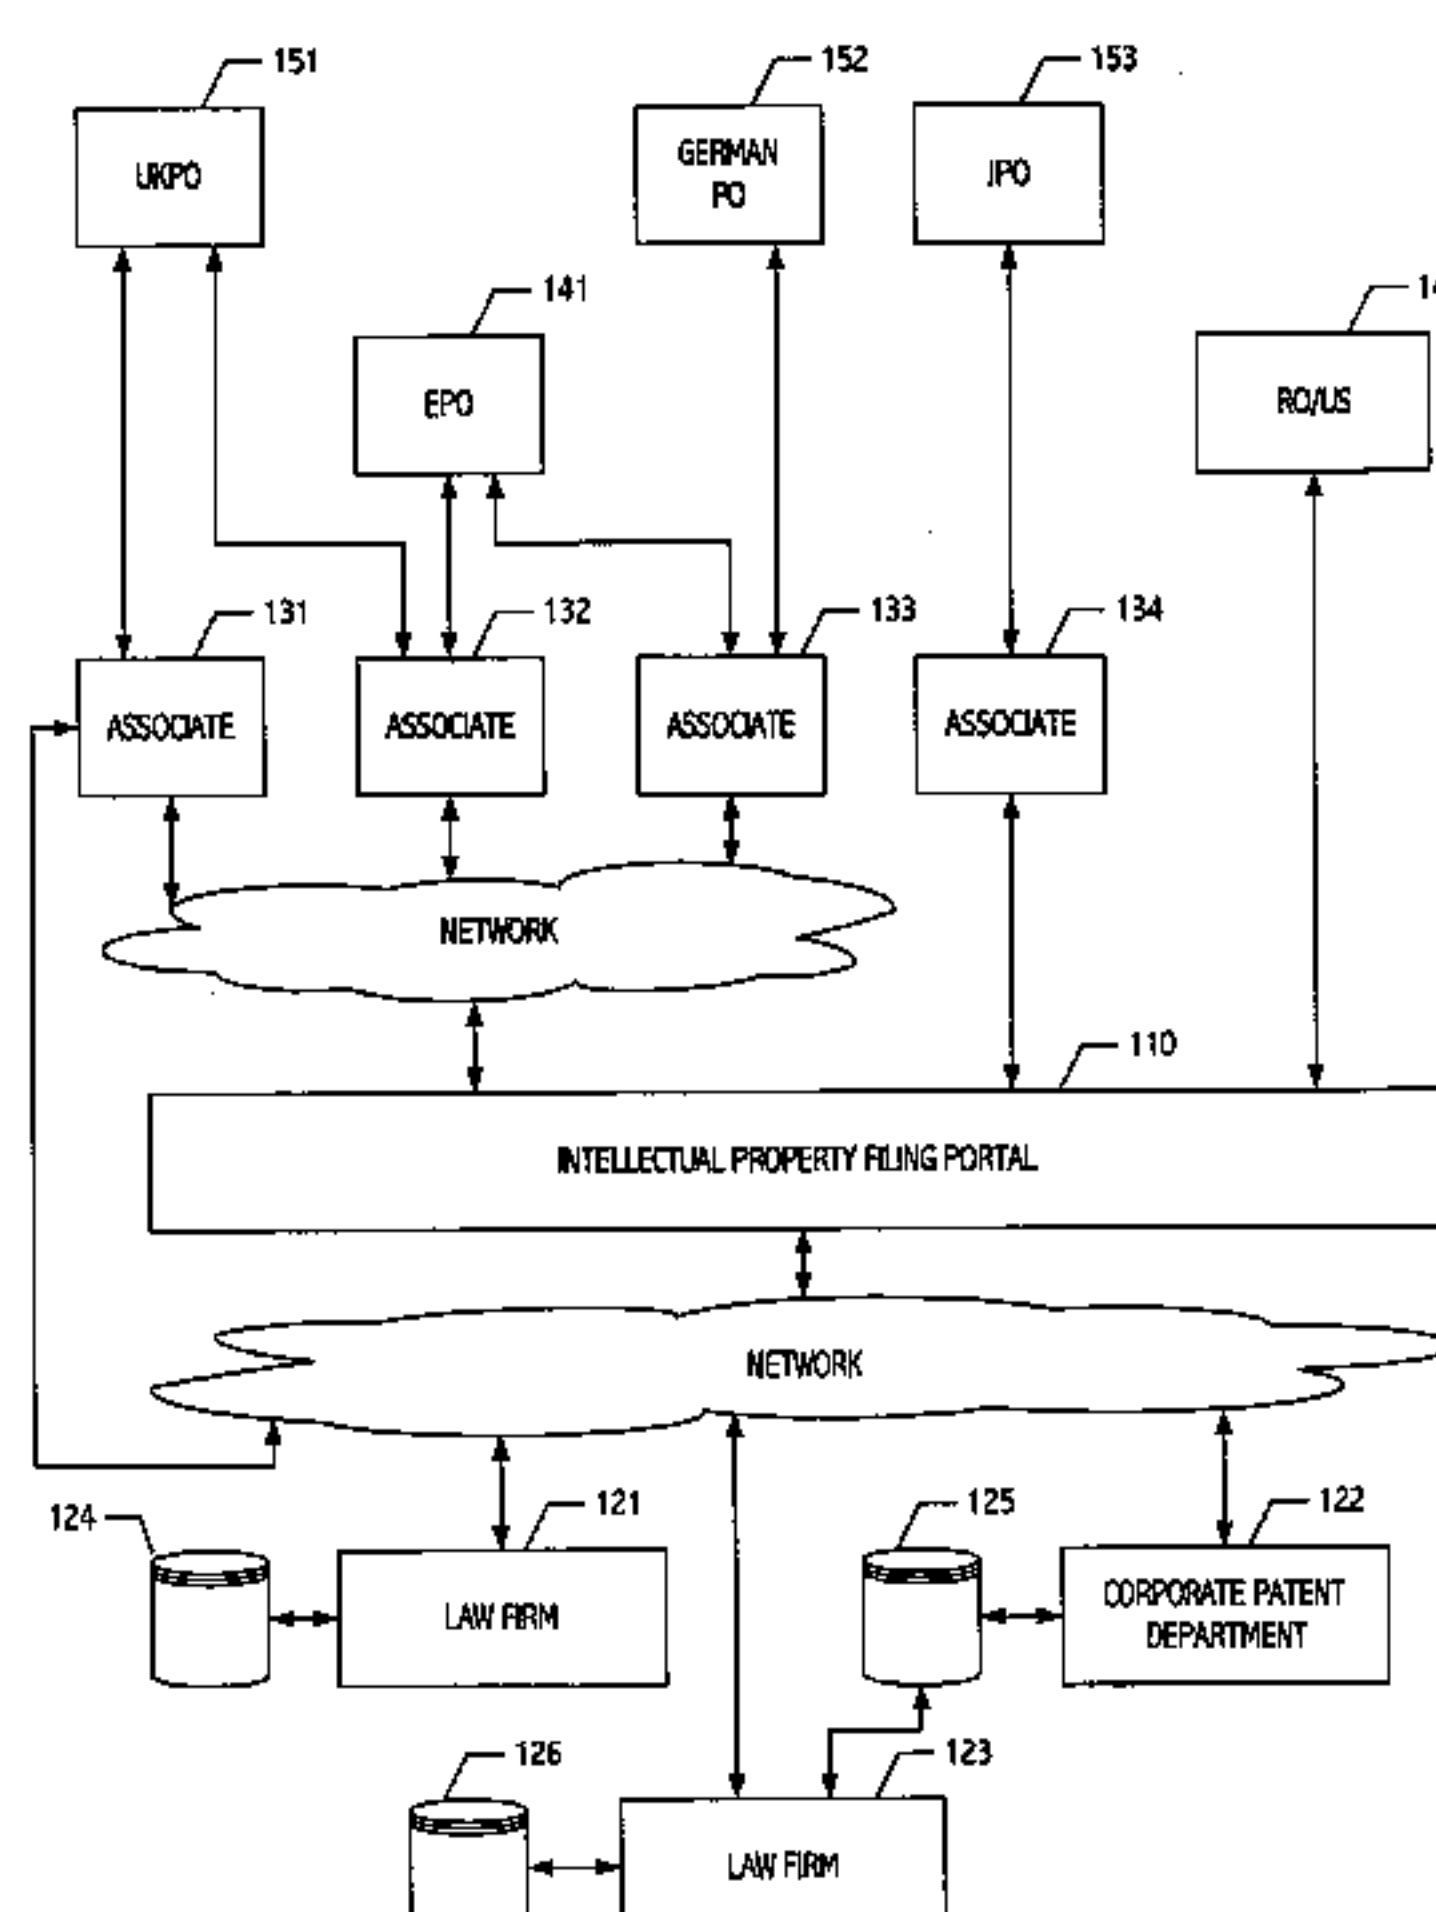 151
152
153
UKPO
GERMAN
PO
JPO
141
EPO
RO/US
131
132
133
134
ASSOCIATE
ASSOCIATE
ASSOCIATE
ASSOCIATE
NETWORK
110
INTELLECTUAL PROPERTY FILING PORTAL
NETWORK
124
121
125
122
LAW FIRM
CORPORATE PATENT
DEPARTMENT
126
123
LAW FIRM